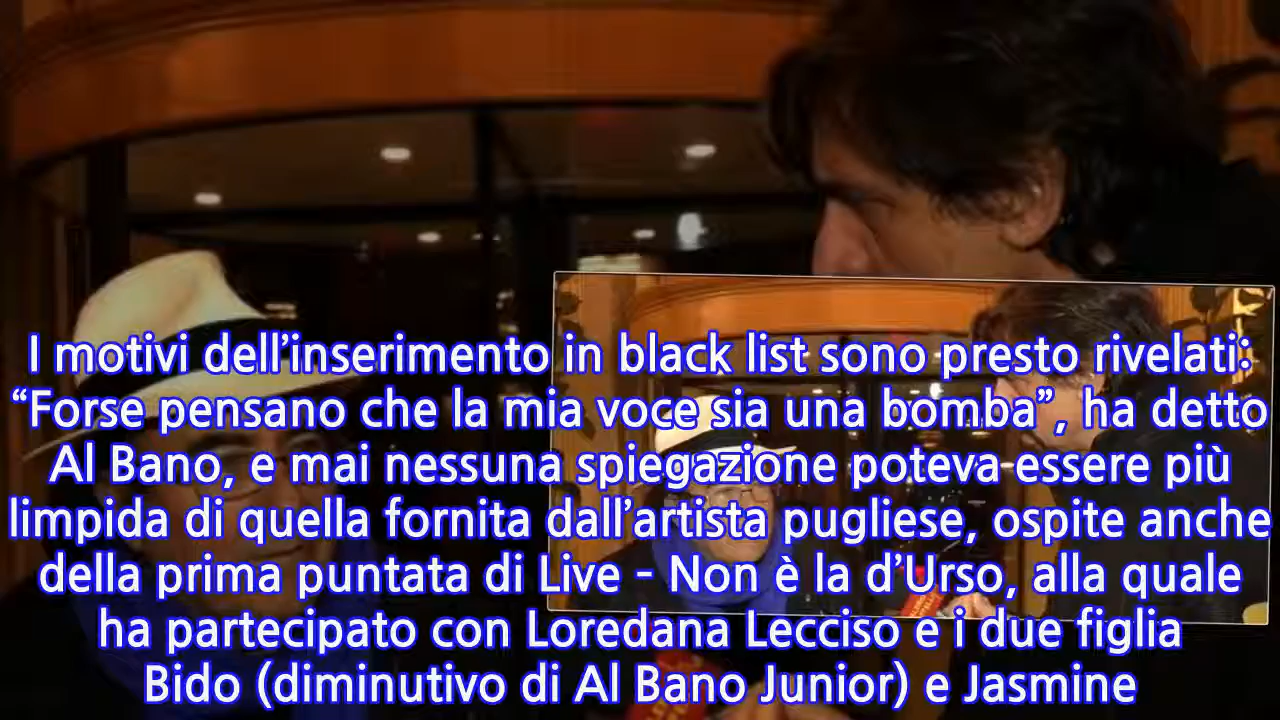 I motivi dell’inserimento in black list sono presto rivelati:
“Forse pensano che la mia voce sia una bomba”, ha detto
Al Bano, e mai nessuna spiegazione poteva essere più
limpida di quella fornita dall’artista pugliese, ospite anche
della prima puntata di Live - Non è la d’Urso, alla quale
ha partecipato con Loredana Lecciso e i due figlia
Bido (diminutivo di Al Bano Junior) e Jasmine